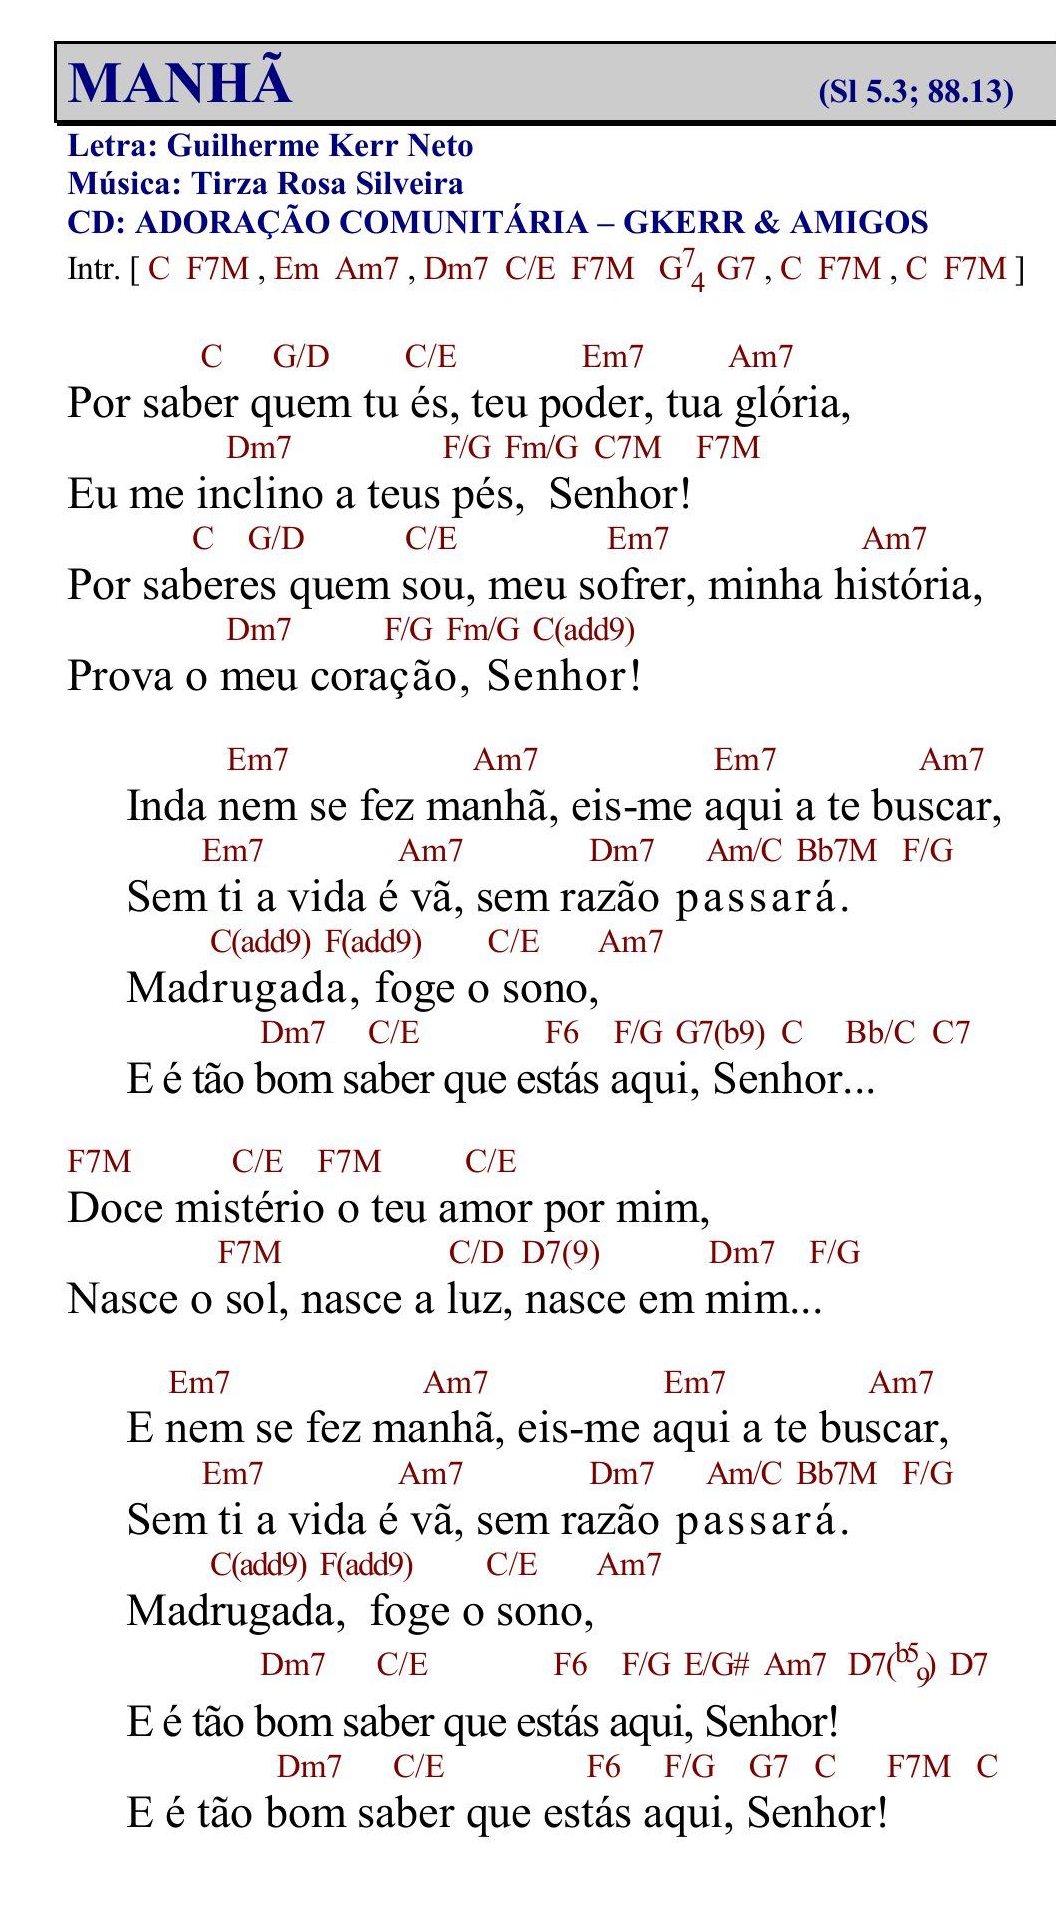 MANHÃ (Sl 5.3; 88.13)
Letra: Guilherme Kerr Neto
Música: Tirza Rosa Silveira
CD: ADORAÇÃO COMUNITÁRIA – GKERR & AMIGOS
Intr. [ C F7M , Em Am7 , Dm7 C/E F7M G7 4 G7 , C F7M , C F7M ]
C G/D C/E Em7 Am7
Por saber quem tu és, teu poder, tua glória,
Dm7 F/G Fm/G C7M F7M
Eu me inclino a teus pés, Senhor!
C G/D C/E Em7 Am7
Por saberes quem sou, meu sofrer, minha história,
Dm7 F/G Fm/G C(add9)
Prova o meu coração, Senhor!
Em7 Am7 Em7 Am7
Inda nem se fez manhã, eis-me aqui a te buscar,
Em7 Am7 Dm7 Am/C Bb7M F/G
Sem ti a vida é vã, sem razão passará.
C(add9) F(add9) C/E Am7
Madrugada, foge o sono,
Dm7 C/E F6 F/G G7(b9) C Bb/C C7
E é tão bom saber que estás aqui, Senhor...
F7M C/E F7M C/E
Doce mistério o teu amor por mim,
F7M C/D D7(9) Dm7 F/G
Nasce o sol, nasce a luz, nasce em mim...
Em7 Am7 Em7 Am7
E nem se fez manhã, eis-me aqui a te buscar,
Em7 Am7 Dm7 Am/C Bb7M F/G
Sem ti a vida é vã, sem razão passará.
C(add9) F(add9) C/E Am7
Madrugada, foge o sono,
Dm7 C/E F6 F/G E/G# Am7 D7(b5 9) D7
E é tão bom saber que estás aqui, Senhor!
Dm7 C/E F6 F/G G7 C F7M C
E é tão bom saber que estás aqui, Senhor!